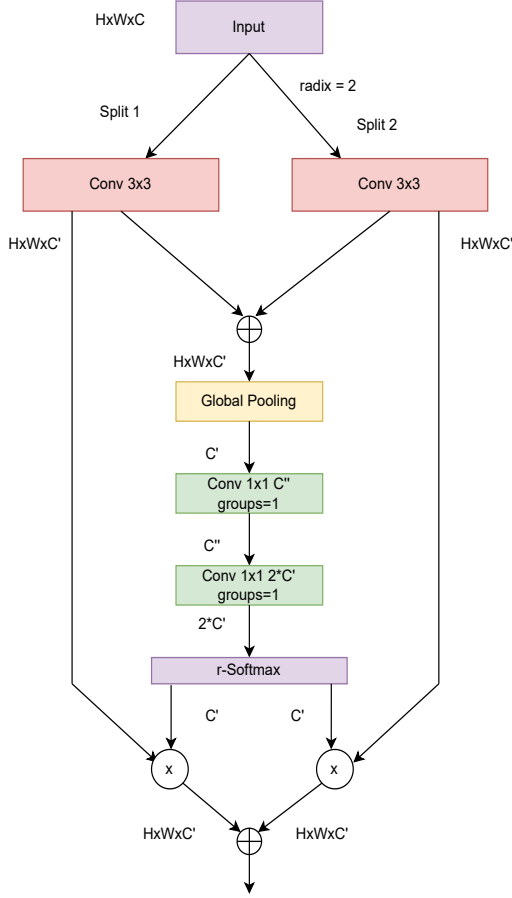 HxWxC
Input
radix = 2
Split 1
Split 2
Conv 3x3
Conv 3x3
HxWxC'
HxWxC'
HxWxC'
Global Pooling
C'
Conv 1x1 C"
groups=1
C"
Conv 1x1 2*C'
groups=1
2*C'
r-Softmax
C'
C'
x
x
HxWxC'
HxWxC'